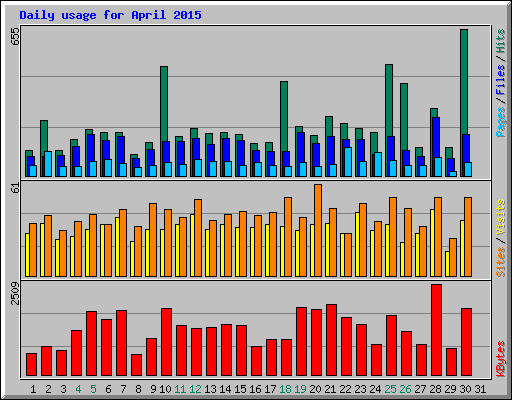 Daily usage for April 2015
655
Pages / Files / Hits
61
Sites / Visits
2509
KBytes
1 2 3 4 5 6 7 8 9 10 11 12 13 14 15 16 17 18 19 20 21 22 23 24 25 26 27 28 29 30 31